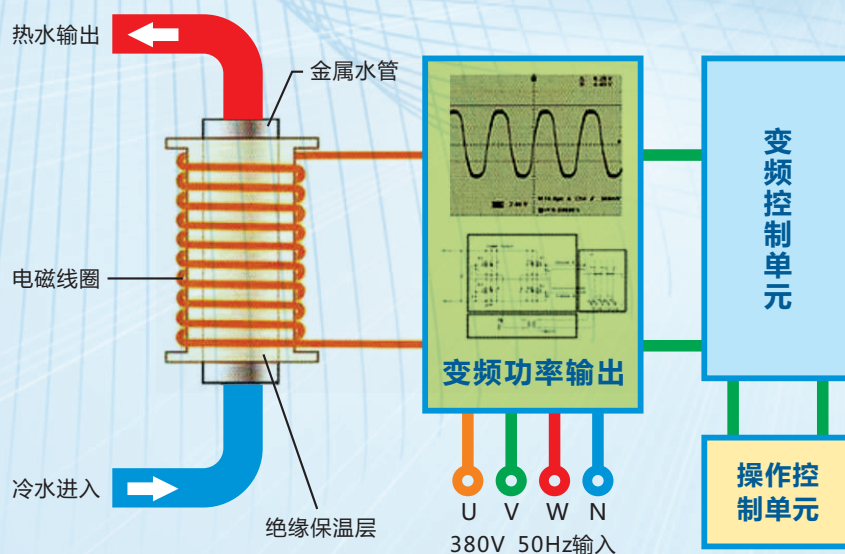 热水输出
金属水管
电磁线圈
冷水进入
绝缘保温层
变频功率输出
U V W N
380V 50Hz输入
变频控制单元
操作控
制单元